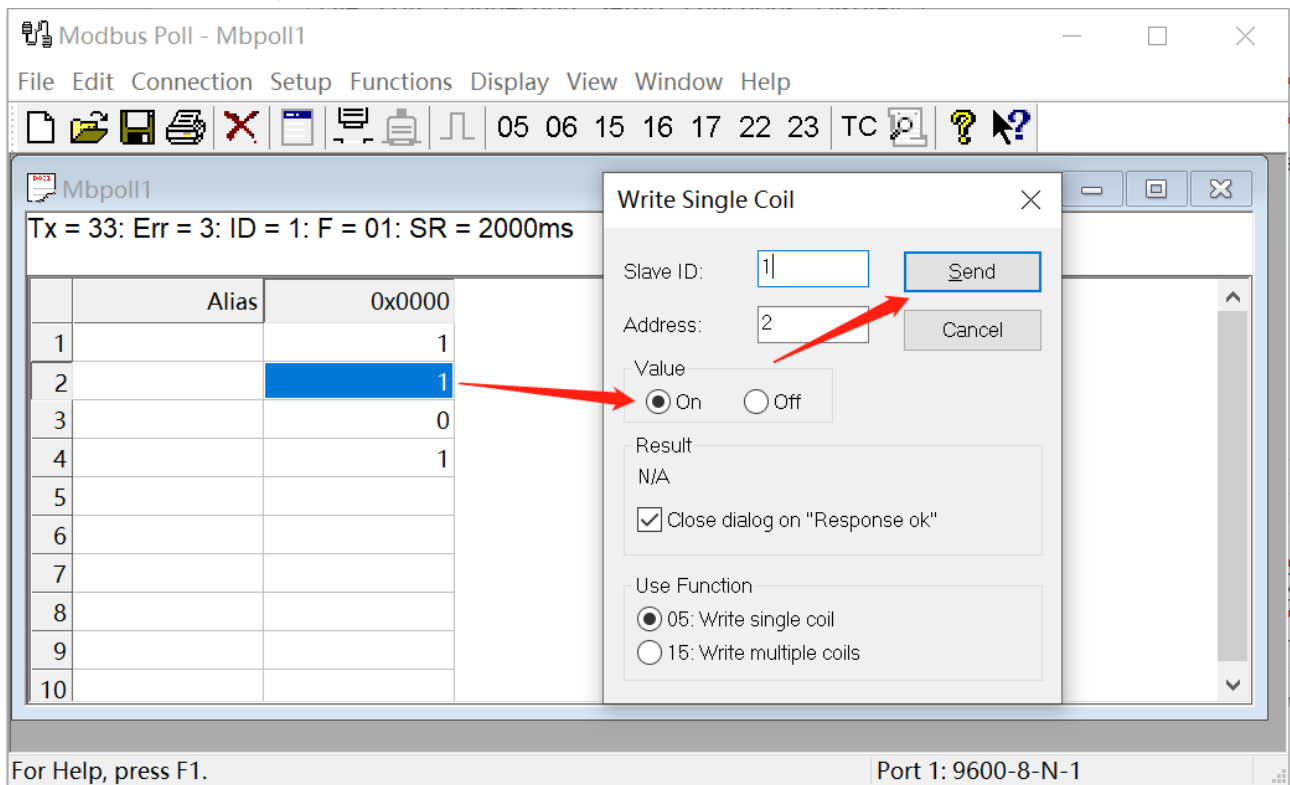 Modbus Poll - Mbpoll1
File Edit Connection Setup Functions Display View Window Help
05 06 15 16 17 22 23 TC
Mbpoll1
Tx = 33: Err = 3: ID = 1: F = 01: SR = 2000ms
Alias 0x0000
1 1
2 1
3 0
4 1
5
6
7
8
9
10
Write Single Coil
Slave ID: 1 Send
Address: 2 Cancel
Value
On Off
Result
N/A
Close dialog on "Response ok"
Use Function
05: Write single coil
15: Write multiple coils
For Help, press F1. Port 1: 9600-8-N-1